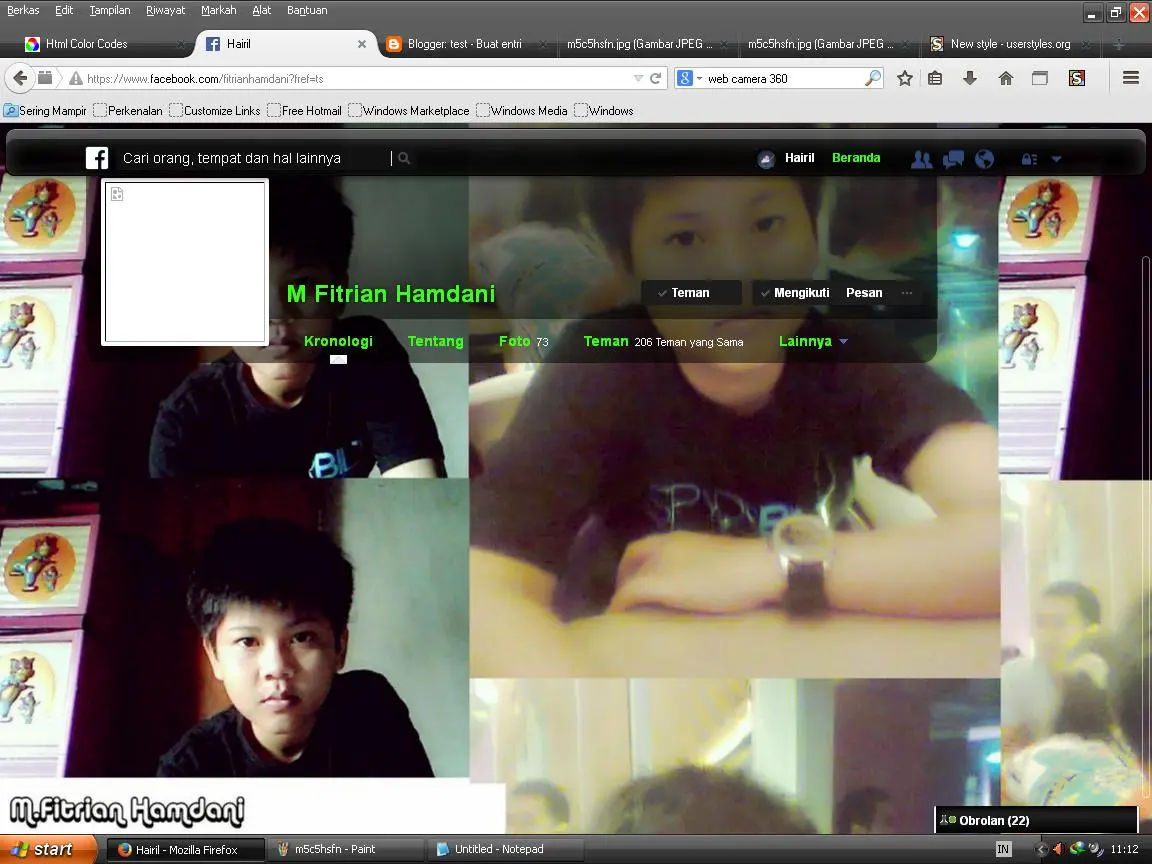 Berkas Edit Tampilan Riwayat Markah Alat Bantuan
Html Color Codes Hairil Blogger: test - Buat entri m5c5hsfn.jpg (Gambar JPEG ... m5c5hsfn.jpg (Gambar JPEG ... New style - userstyles.org
https://www.facebook.com/fitrianhamdani?fref=ts web camera 360
Sering Mampir Perkenalan Customize Links Free Hotmail Windows Marketplace Windows Media Windows
Cari orang, tempat dan hal lainnya Hairil Beranda
M Fitrian Hamdani Teman Mengikuti Pesan ...
Kronologi Tentang Foto 73 Teman 206 Teman yang Sama Lainnya
M.Fitrian Hamdani
Obrolan (22)
start Hairil - Mozilla Firefox m5c5hsfn - Paint Untitled - Notepad IN 11:12